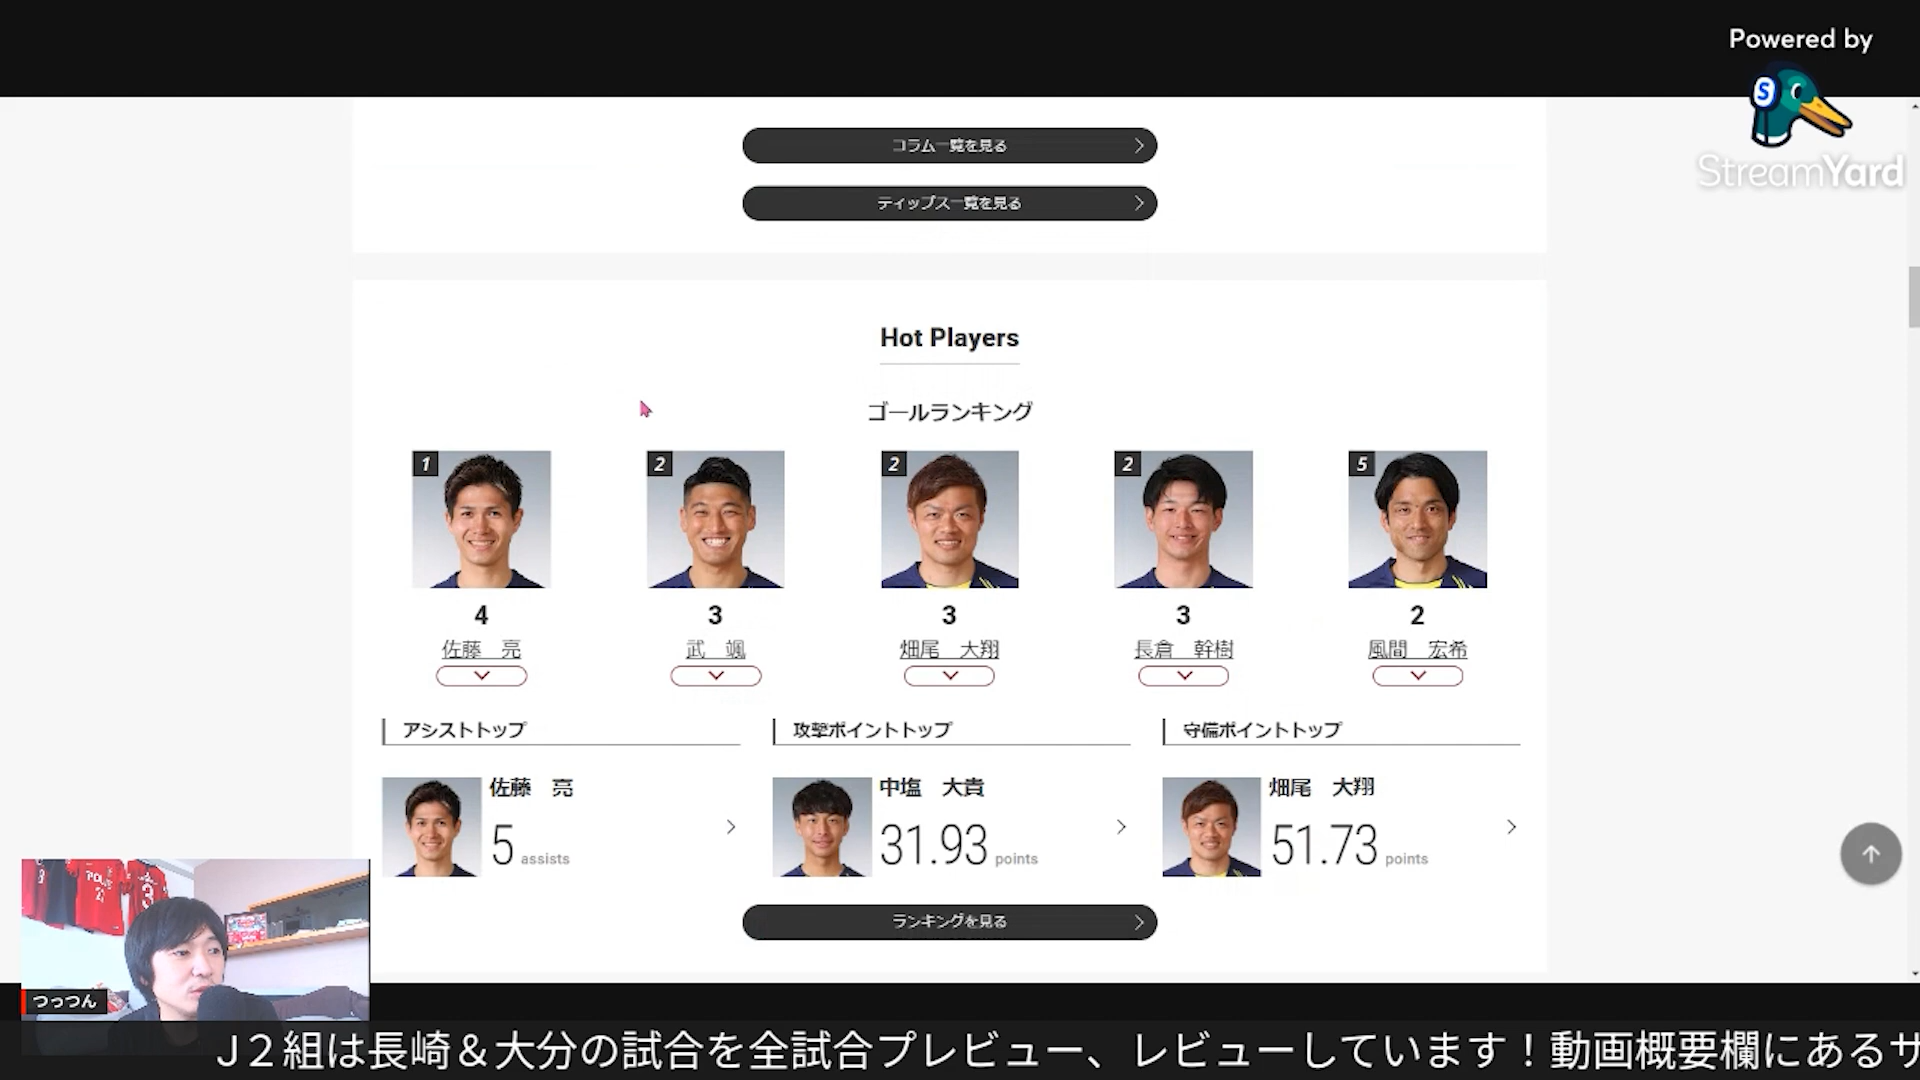 Powered by
StreamYard
コラム一覧を見る
ティップス一覧を見る
Hot Players
ゴールランキング
1
2
2
2
5
4
3
3
3
2
佐藤　亮
武　颯
畑尾　大翔
長倉　幹樹
風間　宏希
アシストトップ
攻撃ポイントトップ
守備ポイントトップ
佐藤　亮
5 assists
中塩　大貴
31.93 points
畑尾　大翔
51.73 points
ランキングを見る
つっつん
J２組は長崎＆大分の試合を全試合プレビュー、レビューしています！動画概要欄にあるサ